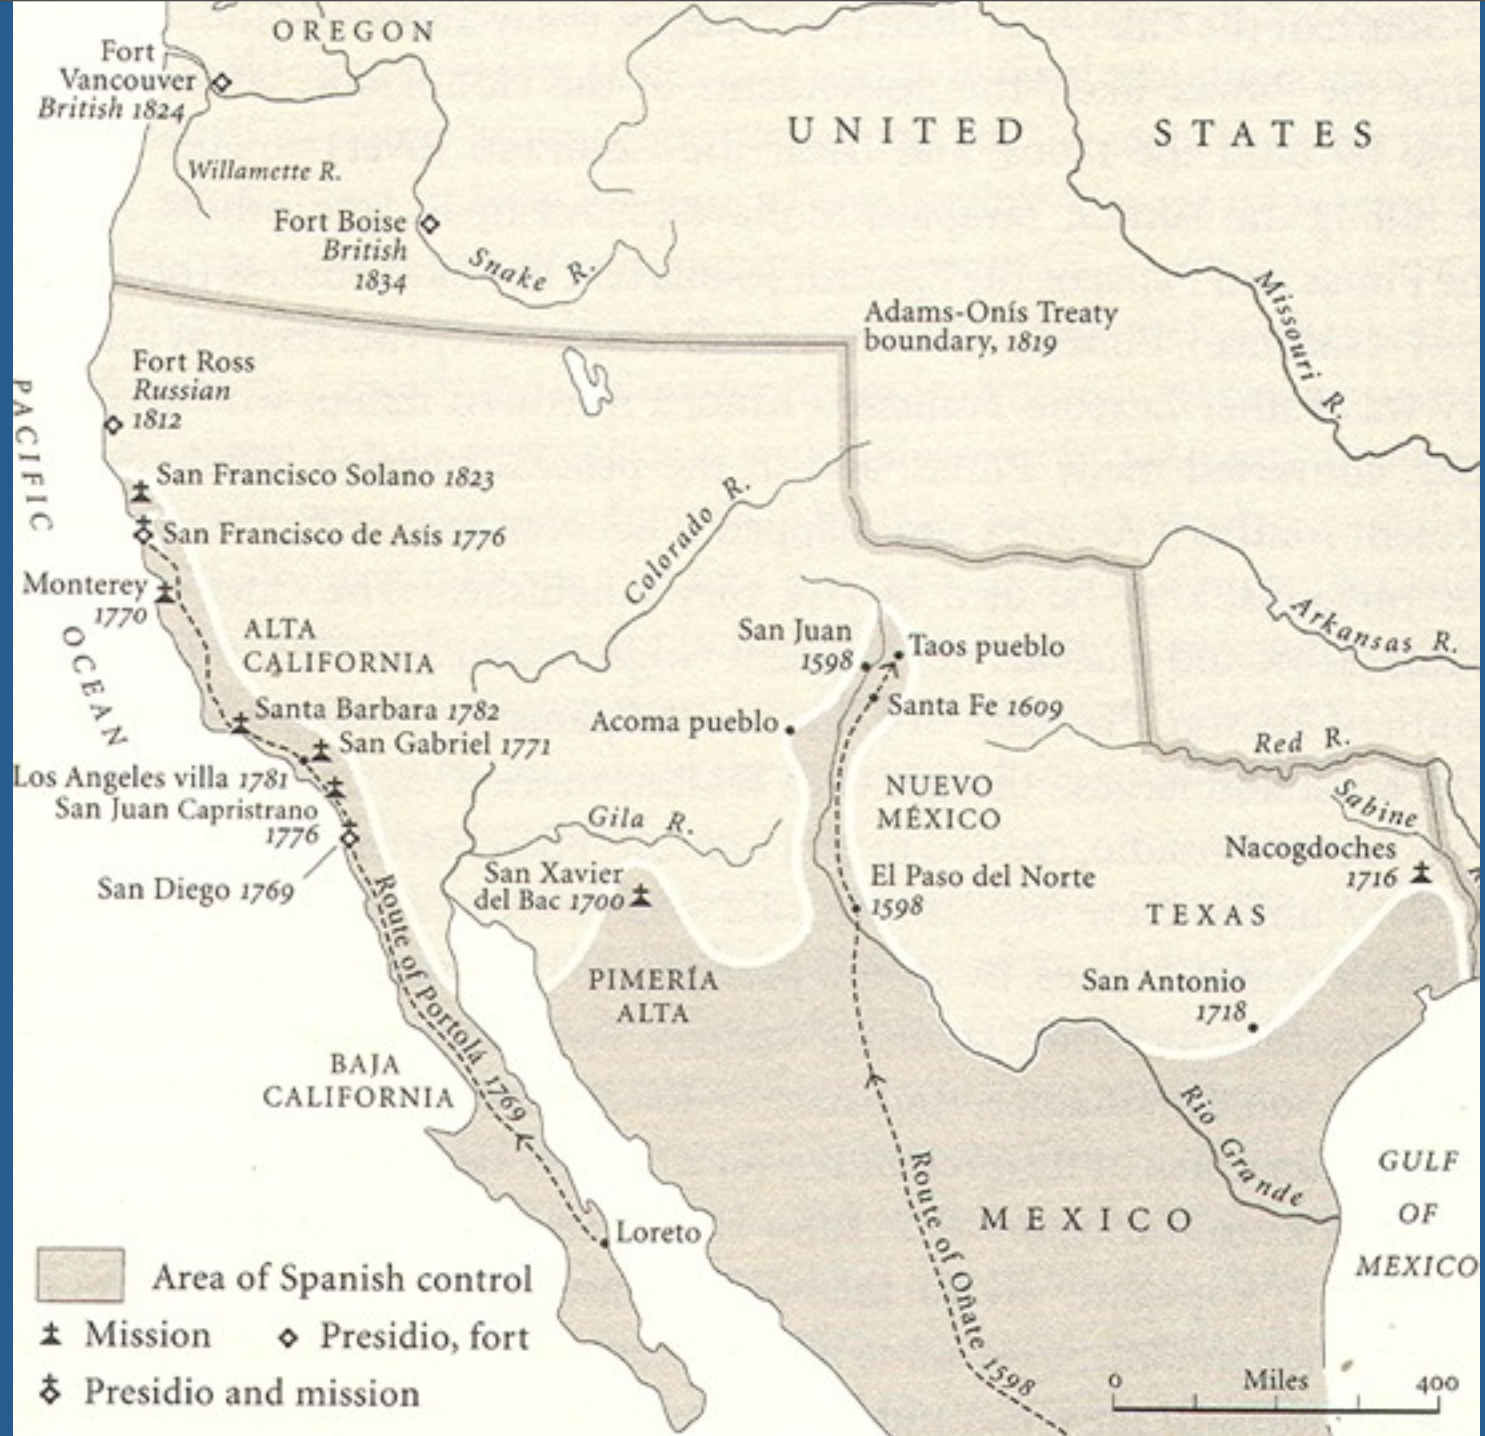 OREGON
Fort
Vancouver
British 1824
UNITED STATES
Willamette R.
Fort Boise
British
1834
Snake R.
Missouri R.
Adams-Onís Treaty
boundary, 1819
Fort Ross
Russian
1812
PACIFIC
OCEAN
San Francisco Solano 1823
San Francisco de Asís 1776
Monterey
1770
Colorado R.
ALTA
CALIFORNIA
San Juan
1598
Taos pueblo
Arkansas R.
Santa Barbara 1782
Acoma pueblo
Santa Fe 1609
San Gabriel 1771
Red R.
Los Angeles villa 1781
San Juan Capristrano
1776
NUEVO
MÉXICO
Sabine
Gila R.
Nacogdoches
1716
San Diego 1769
San Xavier
del Bac 1700
El Paso del Norte
1598
TEXAS
Route of Portolá 1769
PIMERÍA
ALTA
San Antonio
1718
BAJA
CALIFORNIA
Rio Grande
GULF
OF
MEXICO
MEXICO
Route of Oñate 1598
Loreto
Area of Spanish control
Mission
Presidio, fort
Presidio and mission
0 Miles 400